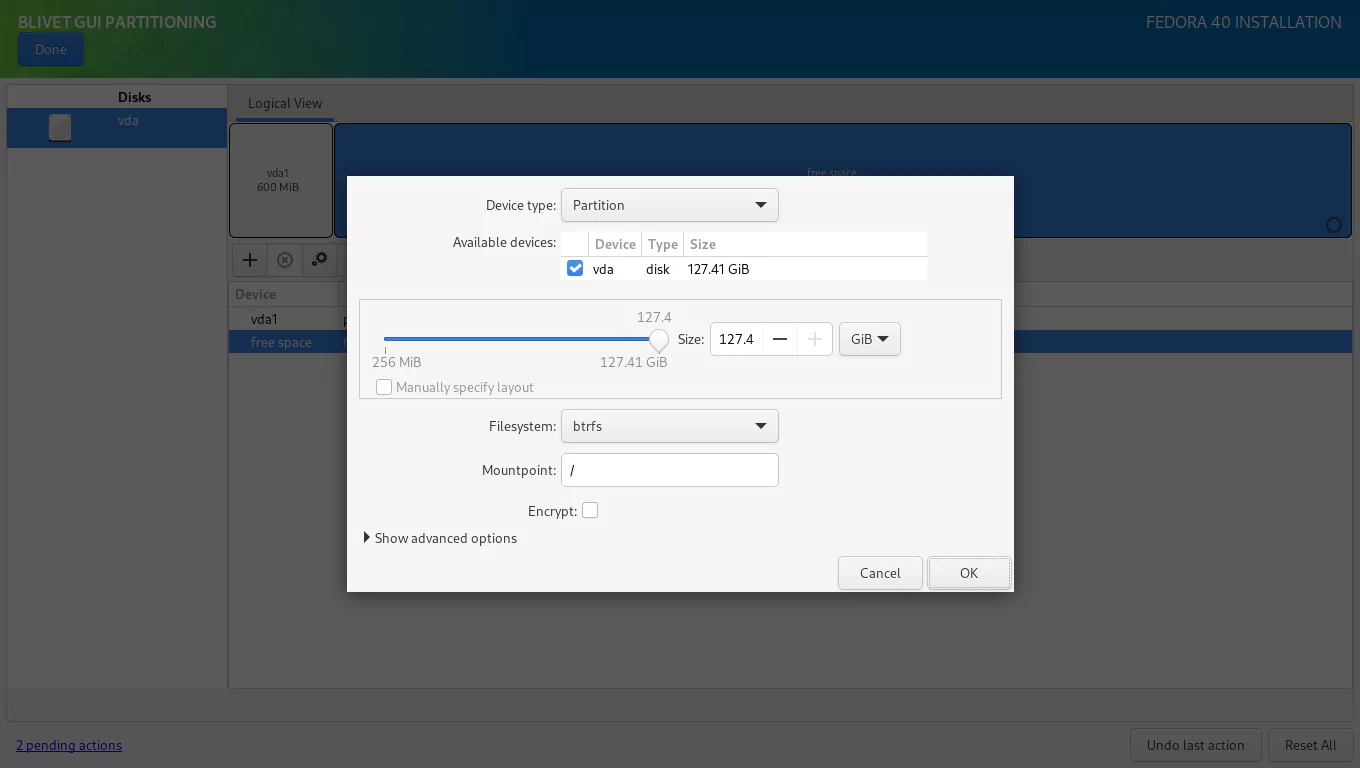 BLIVET GUI PARTITIONING
FEDORA 40 INSTALLATION
Done
Disks
vda
Logical View
vda1
600 MiB
free space
Device
vda1
free space
Device type: Partition
Available devices:
Device Type Size
vda disk 127.41 GiB
127.4
Size: 127.4 GiB
256 MiB 127.41 GiB
Manually specify layout
Filesystem: btrfs
Mountpoint: /
Encrypt:
Show advanced options
Cancel OK
2 pending actions
Undo last action Reset All